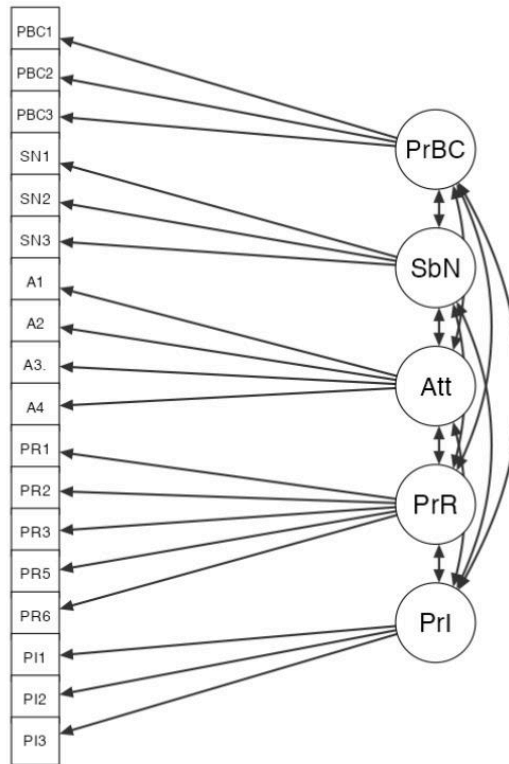 PBC1
PBC2
PBC3
SN1
SN2
SN3
A1
A2
A3.
A4
PR1
PR2
PR3
PR5
PR6
PI1
PI2
PI3
PrBC
SbN
Att
PrR
PrI